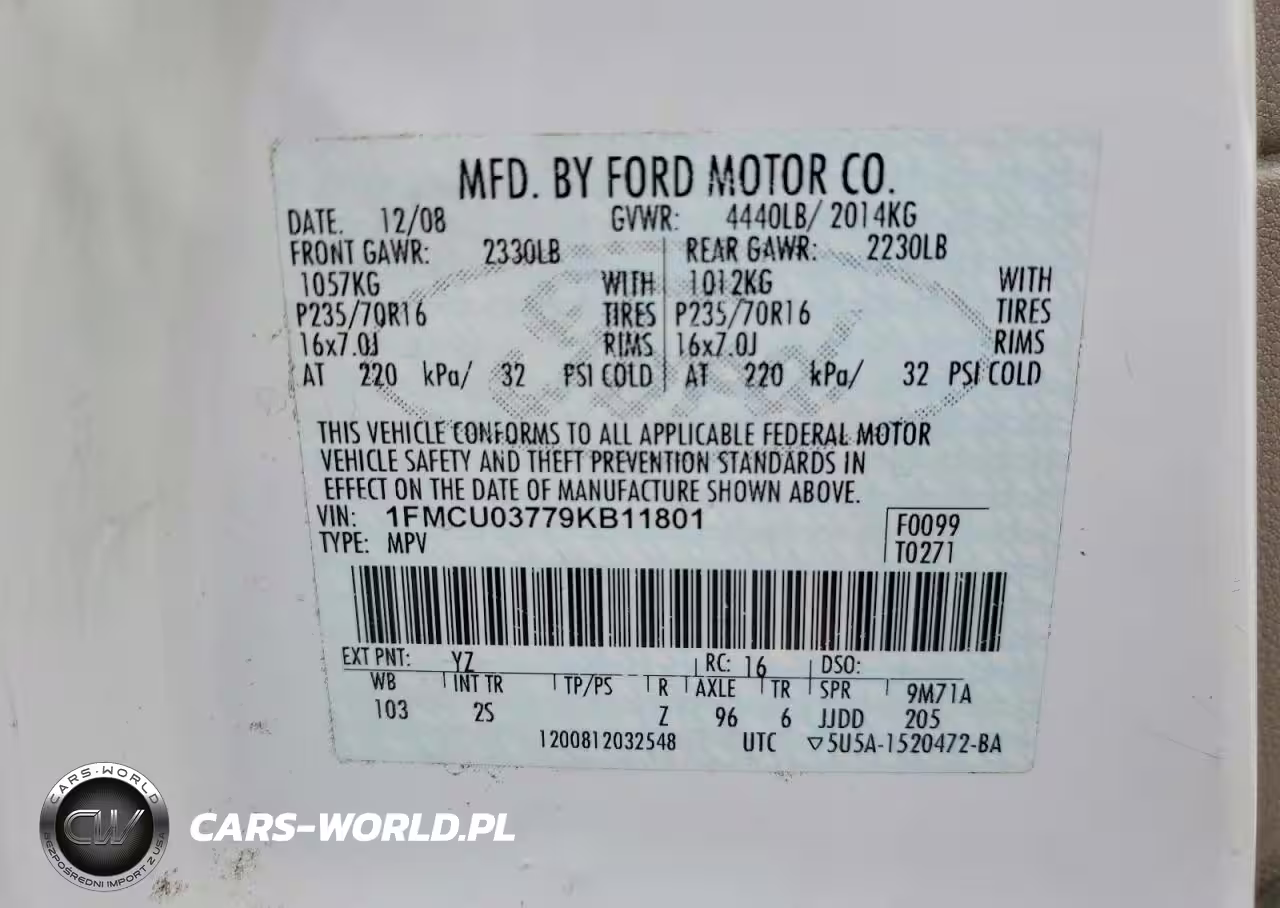 MFD. BY FORD MOTOR CO.
DATE. 12/08 GVWR: 4440LB/ 2014KG
FRONT GAWR: 2330LB REAR GAWR: 2230LB
1057KG WITH 1012KG WITH
P235/70R16 TIRES P235/70R16 TIRES
16x7.0J RIMS 16x7.0J RIMS
AT 220 kPa/ 32 PSI COLD AT 220 kPa/ 32 PSI COLD
Ford
THIS VEHICLE CONFORMS TO ALL APPLICABLE FEDERAL MOTOR
VEHICLE SAFETY AND THEFT PREVENTION STANDARDS IN
EFFECT ON THE DATE OF MANUFACTURE SHOWN ABOVE.
VIN: 1FMCU03779KB11801 F0099
TYPE: MPV T0271
EXT PNT: YZ RC: 16 DSO:
WB INT TR TP/PS R AXLE TR SPR 9M71A
103 2S Z 96 6 JJDD 205
1200812032548 UTC ▽5U5A-1520472-BA
CARS-WORLD
CW
BEZPOŚREDNI IMPORT Z USA
CARS-WORLD.PL